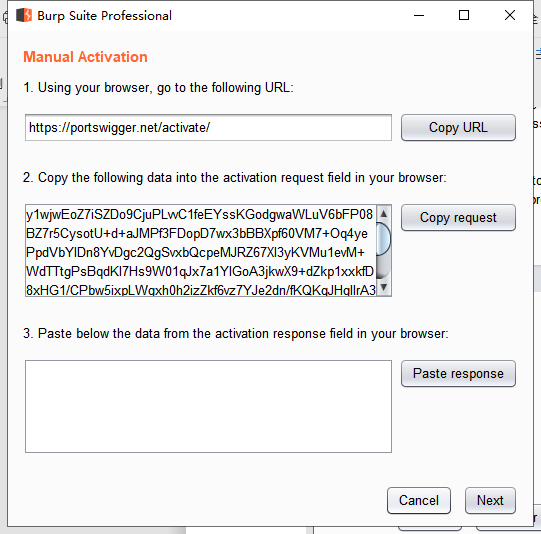 Burp Suite Professional
Manual Activation
1. Using your browser, go to the following URL:
https://portswigger.net/activate/
Copy URL
2. Copy the following data into the activation request field in your browser:
y1wjwEoZ7iSZDo9CjuPLwC1feEYssKGodgwaWLuV6bFP08
BZ7r5CysotU+d+aJMPf3FDopD7wx3bBBXpf60VM7+Oq4ye
PpdVbYlDn8YvDgc2QgSvxbQcpeMJRZ67Xl3yKVMu1evM+
WdTTtgPsBqdKl7Hs9W01qJx7a1YlGoA3jkwX9+dZkp1xxkfD
8xHG1/CPbw5ixpLWgxh0h2izZkf6vz7YJe2dn/fKQKgJHqllrA3
Copy request
3. Paste below the data from the activation response field in your browser:
Paste response
Cancel
Next